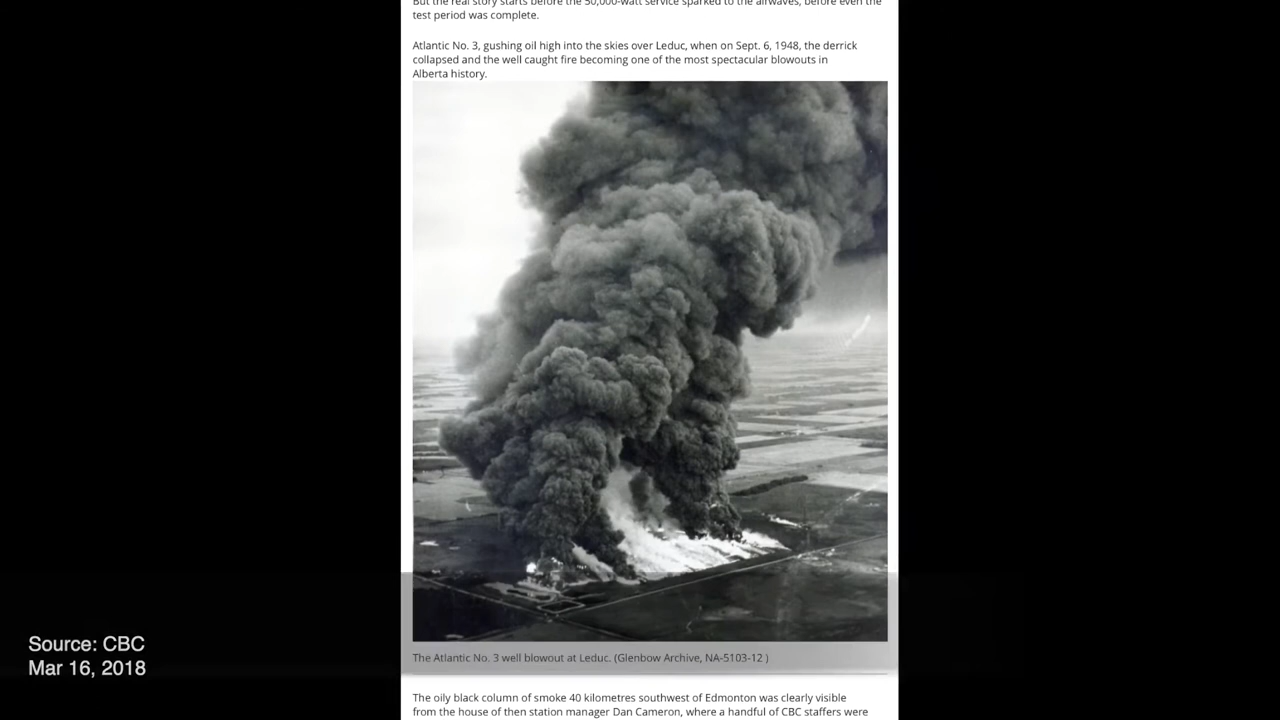 But the real story starts before the 50,000-watt service sparked to the airwaves, before even the
test period was complete.
Atlantic No. 3, gushing oil high into the skies over Leduc, when on Sept. 6, 1948, the derrick
collapsed and the well caught fire becoming one of the most spectacular blowouts in
Alberta history.
The Atlantic No. 3 well blowout at Leduc. (Glenbow Archive, NA-5103-12 )
Source: CBC
Mar 16, 2018
The oily black column of smoke 40 kilometres southwest of Edmonton was clearly visible
from the house of then station manager Dan Cameron, where a handful of CBC staffers were